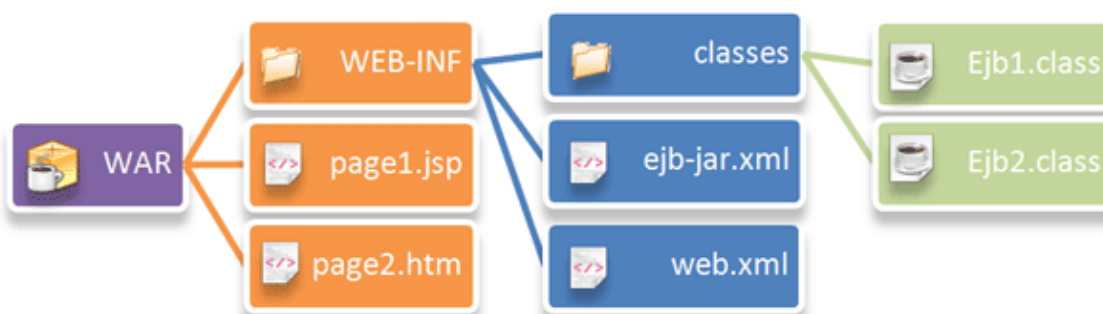 WEB-INF
classes
Ejb1.class
WAR
page1.jsp
ejb-jar.xml
Ejb2.class
page2.htm
web.xml